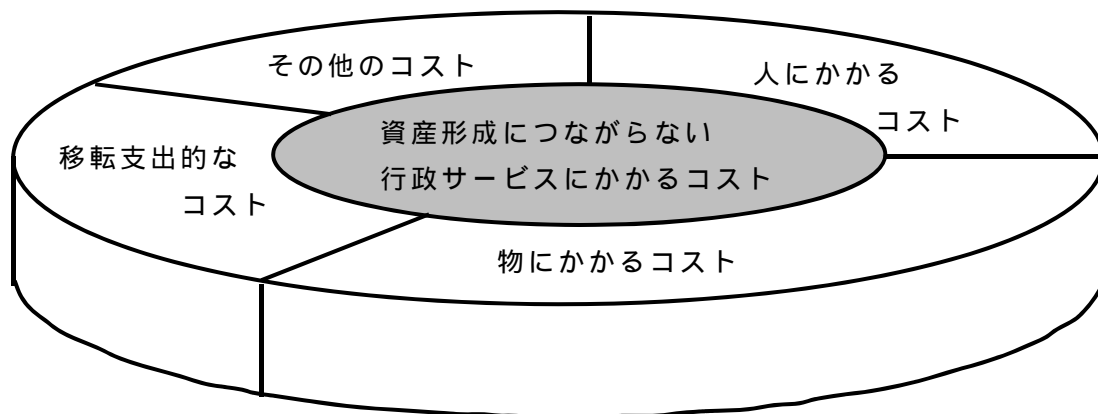 その他のコスト
人にかかる
コスト
資産形成につながらない
行政サービスにかかるコスト
移転支出的な
コスト
物にかかるコスト